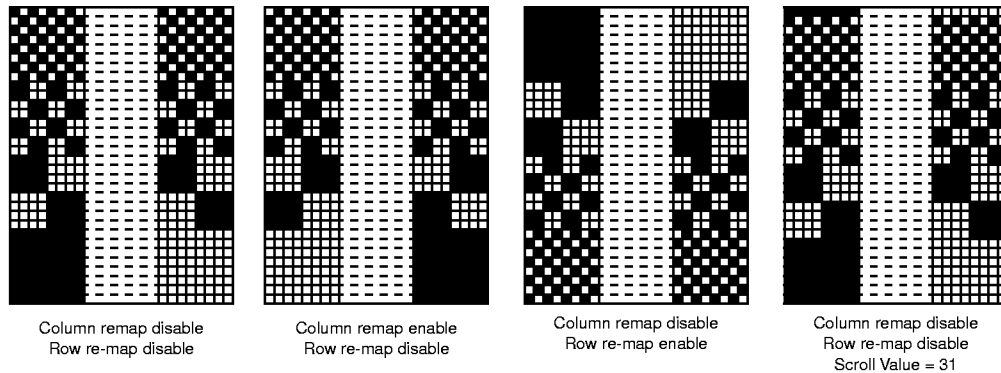 Column remap disable
Row re-map disable
Column remap enable
Row re-map disable
Column remap disable
Row re-map enable
Column remap disable
Row re-map disable
Scroll Value = 31